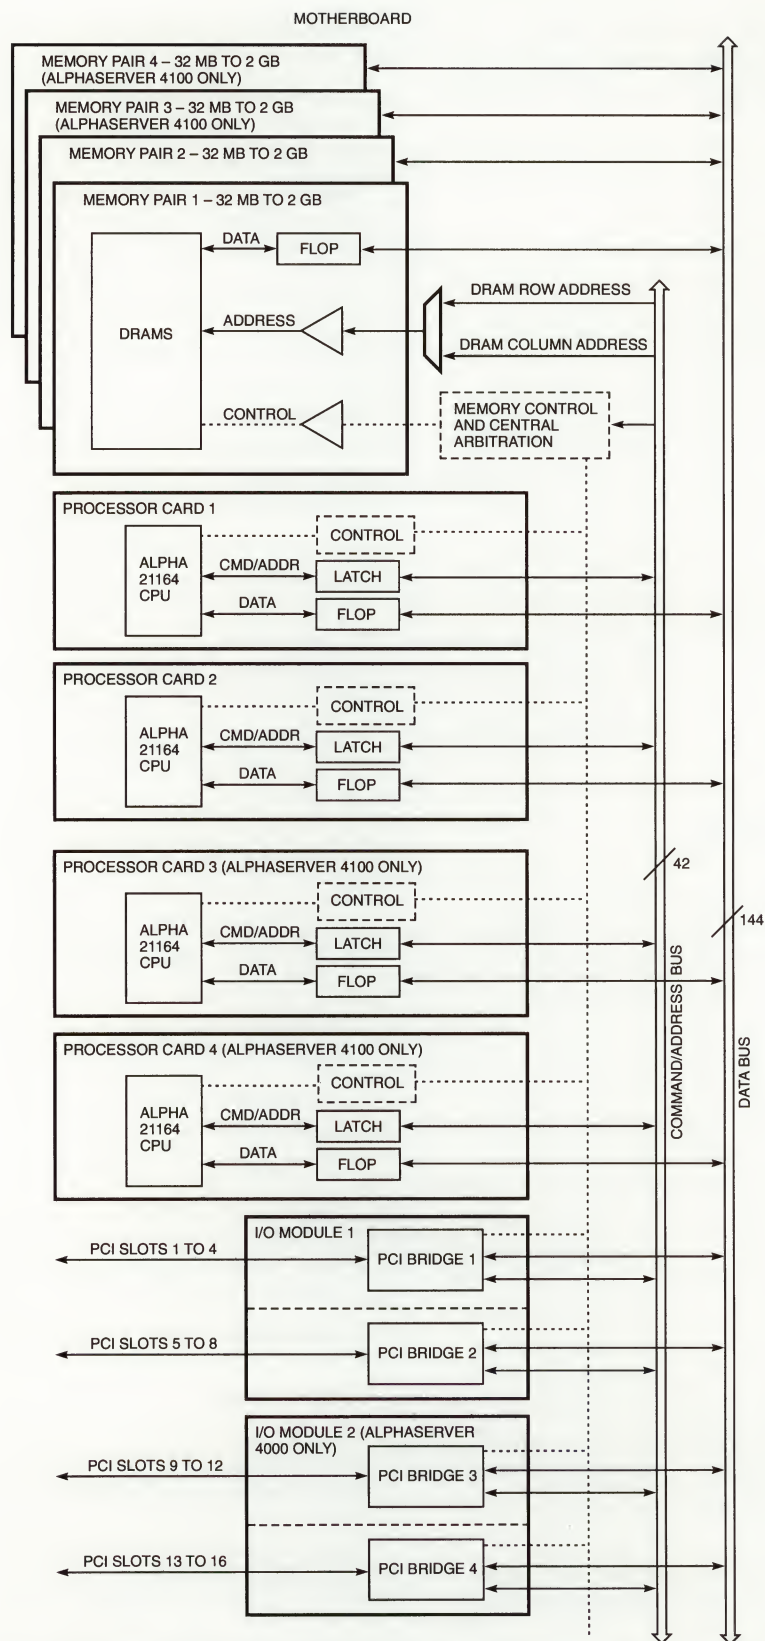 MOTHERBOARD
MEMORY PAIR 4 – 32 MB TO 2 GB
(ALPHASERVER 4100 ONLY)
MEMORY PAIR 3 – 32 MB TO 2 GB
(ALPHASERVER 4100 ONLY)
MEMORY PAIR 2 – 32 MB TO 2 GB
MEMORY PAIR 1 – 32 MB TO 2 GB
DRAMS
DATA
FLOP
ADDRESS
DRAM ROW ADDRESS
DRAM COLUMN ADDRESS
CONTROL
MEMORY CONTROL
AND CENTRAL
ARBITRATION
PROCESSOR CARD 1
ALPHA
21164
CPU
CONTROL
CMD/ADDR
LATCH
DATA
FLOP
PROCESSOR CARD 2
ALPHA
21164
CPU
CONTROL
CMD/ADDR
LATCH
DATA
FLOP
PROCESSOR CARD 3 (ALPHASERVER 4100 ONLY)
ALPHA
21164
CPU
CONTROL
CMD/ADDR
LATCH
DATA
FLOP
42
144
COMMAND/ADDRESS BUS
DATA BUS
PROCESSOR CARD 4 (ALPHASERVER 4100 ONLY)
ALPHA
21164
CPU
CONTROL
CMD/ADDR
LATCH
DATA
FLOP
I/O MODULE 1
PCI SLOTS 1 TO 4
PCI BRIDGE 1
PCI SLOTS 5 TO 8
PCI BRIDGE 2
I/O MODULE 2 (ALPHASERVER
4000 ONLY)
PCI SLOTS 9 TO 12
PCI BRIDGE 3
PCI SLOTS 13 TO 16
PCI BRIDGE 4